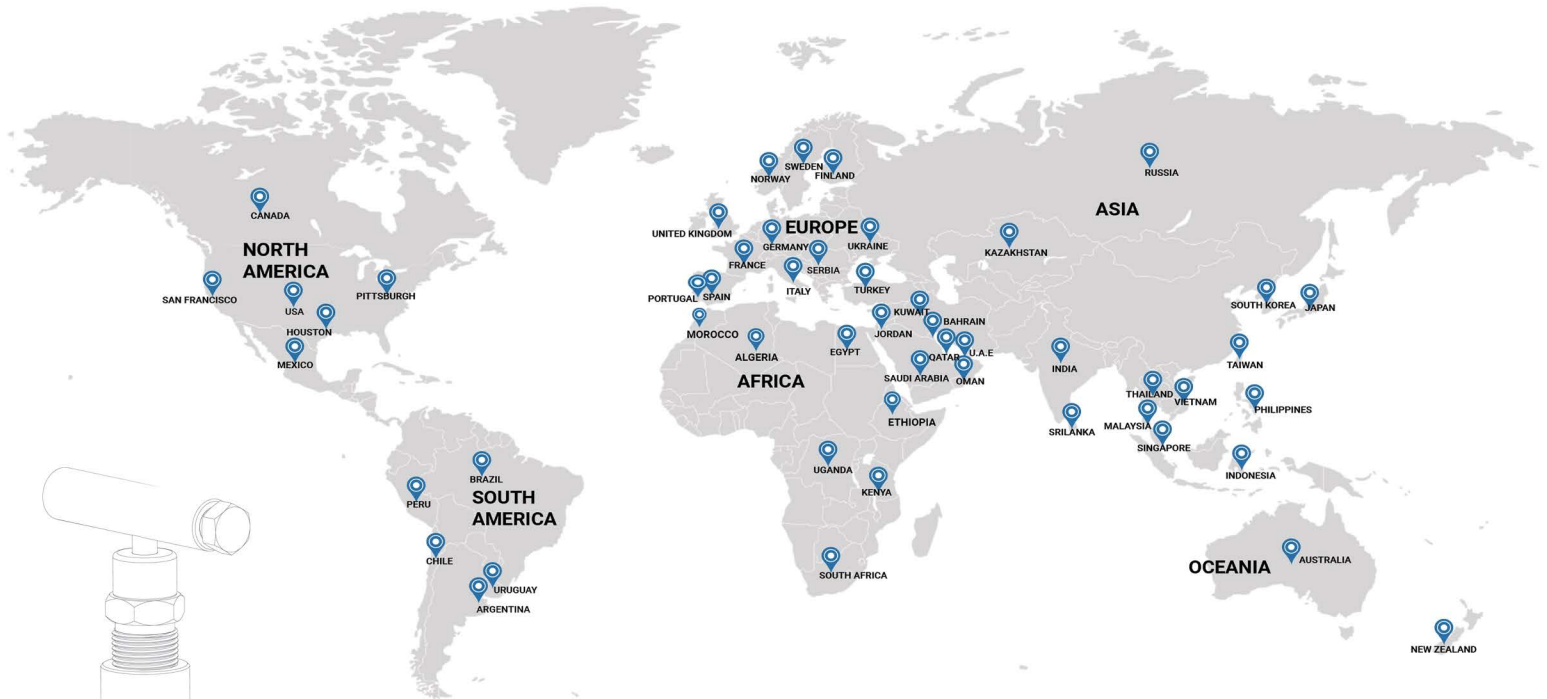 CANADA
NORTH
AMERICA
SAN FRANCISCO
USA
PITTSBURGH
HOUSTON
MEXICO
BRAZIL
PERU
SOUTH
AMERICA
CHILE
URUGUAY
ARGENTINA
NORWAY
SWEDEN
FINLAND
UNITED KINGDOM
EUROPE
GERMANY
UKRAINE
FRANCE
SERBIA
ITALY
PORTUGAL
SPAIN
TURKEY
MOROCCO
ALGERIA
EGYPT
AFRICA
ETHIOPIA
UGANDA
KENYA
SOUTH AFRICA
KUWAIT
JORDAN
BAHRAIN
QATAR
U.A.E
SAUDI ARABIA
OMAN
RUSSIA
ASIA
KAZAKHSTAN
SOUTH KOREA
JAPAN
INDIA
TAIWAN
THAILAND
VIETNAM
PHILIPPINES
SRILANKA
MALAYSIA
SINGAPORE
INDONESIA
OCEANIA
AUSTRALIA
NEW ZEALAND